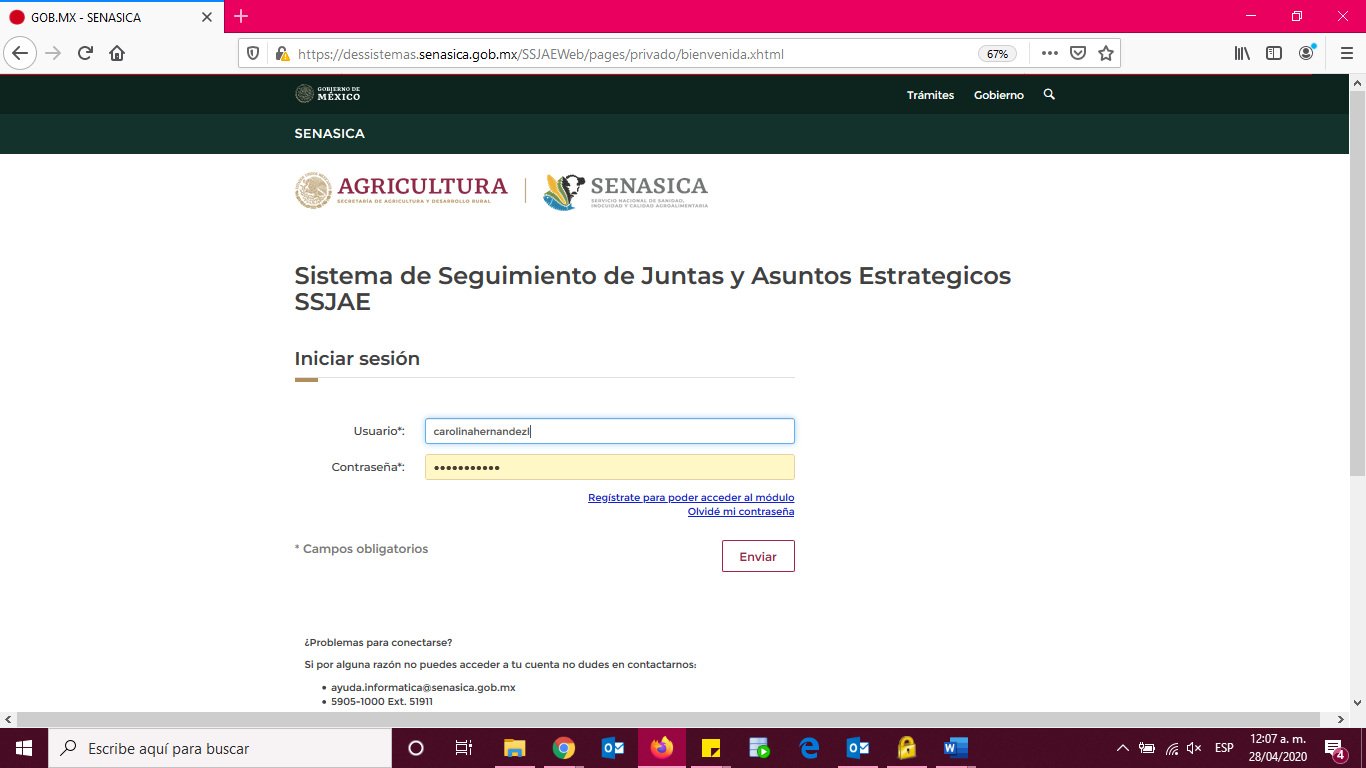 GOB.MX - SENASICA
https://dessistemas.senasica.gob.mx/SSJAEWeb/pages/privado/bienvenida.xhtml
67%
GOBIERNO DE
MÉXICO
Trámites
Gobierno
SENASICA
AGRICULTURA
SECRETARÍA DE AGRICULTURA Y DESARROLLO RURAL
SENASICA
SERVICIO NACIONAL DE SANIDAD,
INOCUIDAD Y CALIDAD AGROALIMENTARIA
Sistema de Seguimiento de Juntas y Asuntos Estrategicos
SSJAE
Iniciar sesión
Usuario*:
carolinahernandezl
Contraseña*:
•••••••••••
Regístrate para poder acceder al módulo
Olvidé mi contraseña
* Campos obligatorios
Enviar
¿Problemas para conectarse?
Si por alguna razón no puedes acceder a tu cuenta no dudes en contactarnos:
• ayuda.informatica@senasica.gob.mx
• 5905-1000 Ext. 51911
Escribe aquí para buscar
ESP
12:07 a. m.
28/04/2020
4